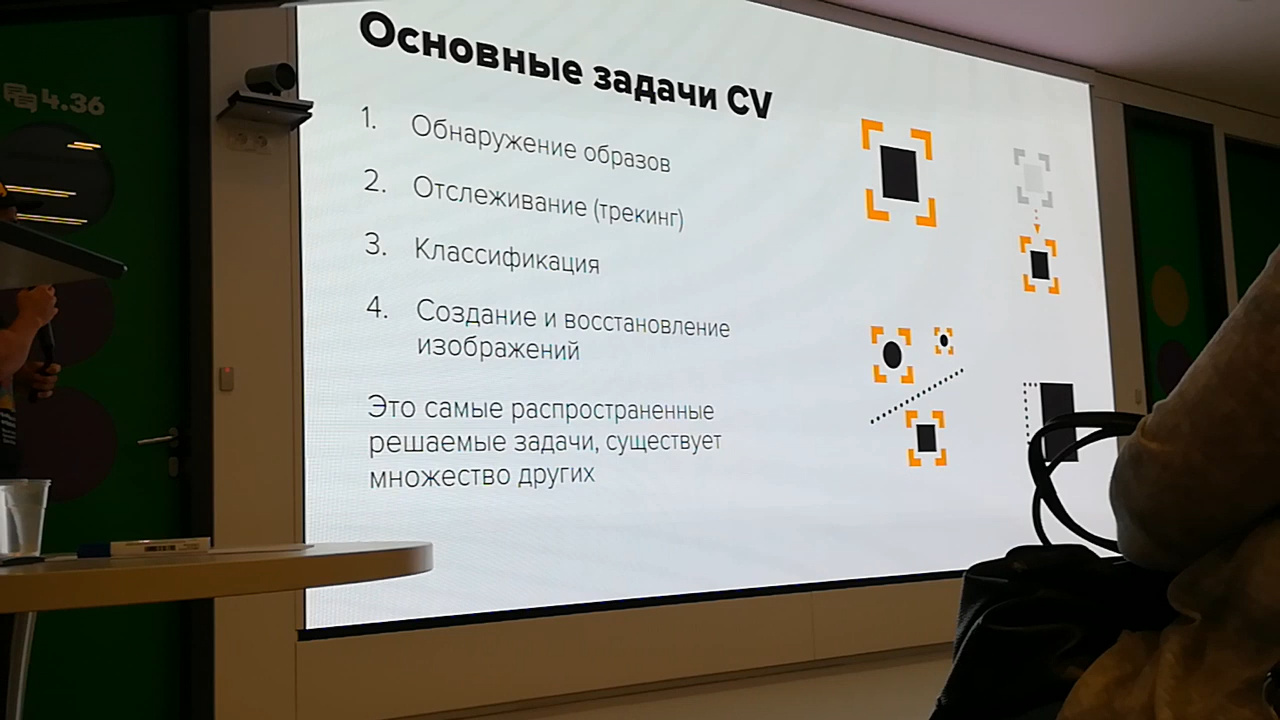 4.36
Основные задачи CV
1. Обнаружение образов
2. Отслеживание (трекинг)
3. Классификация
4. Создание и восстановление
изображений
Это самые распространенные
решаемые задачи, существует
множество других